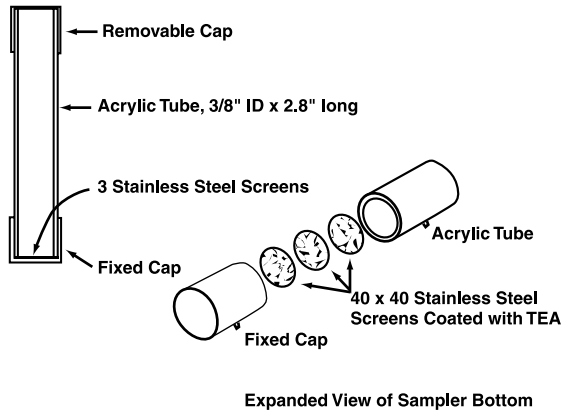 Removable Cap
Acrylic Tube, 3/8" ID x 2.8" long
3 Stainless Steel Screens
Fixed Cap
Acrylic Tube
40 x 40 Stainless Steel
Screens Coated with TEA
Fixed Cap
Expanded View of Sampler Bottom